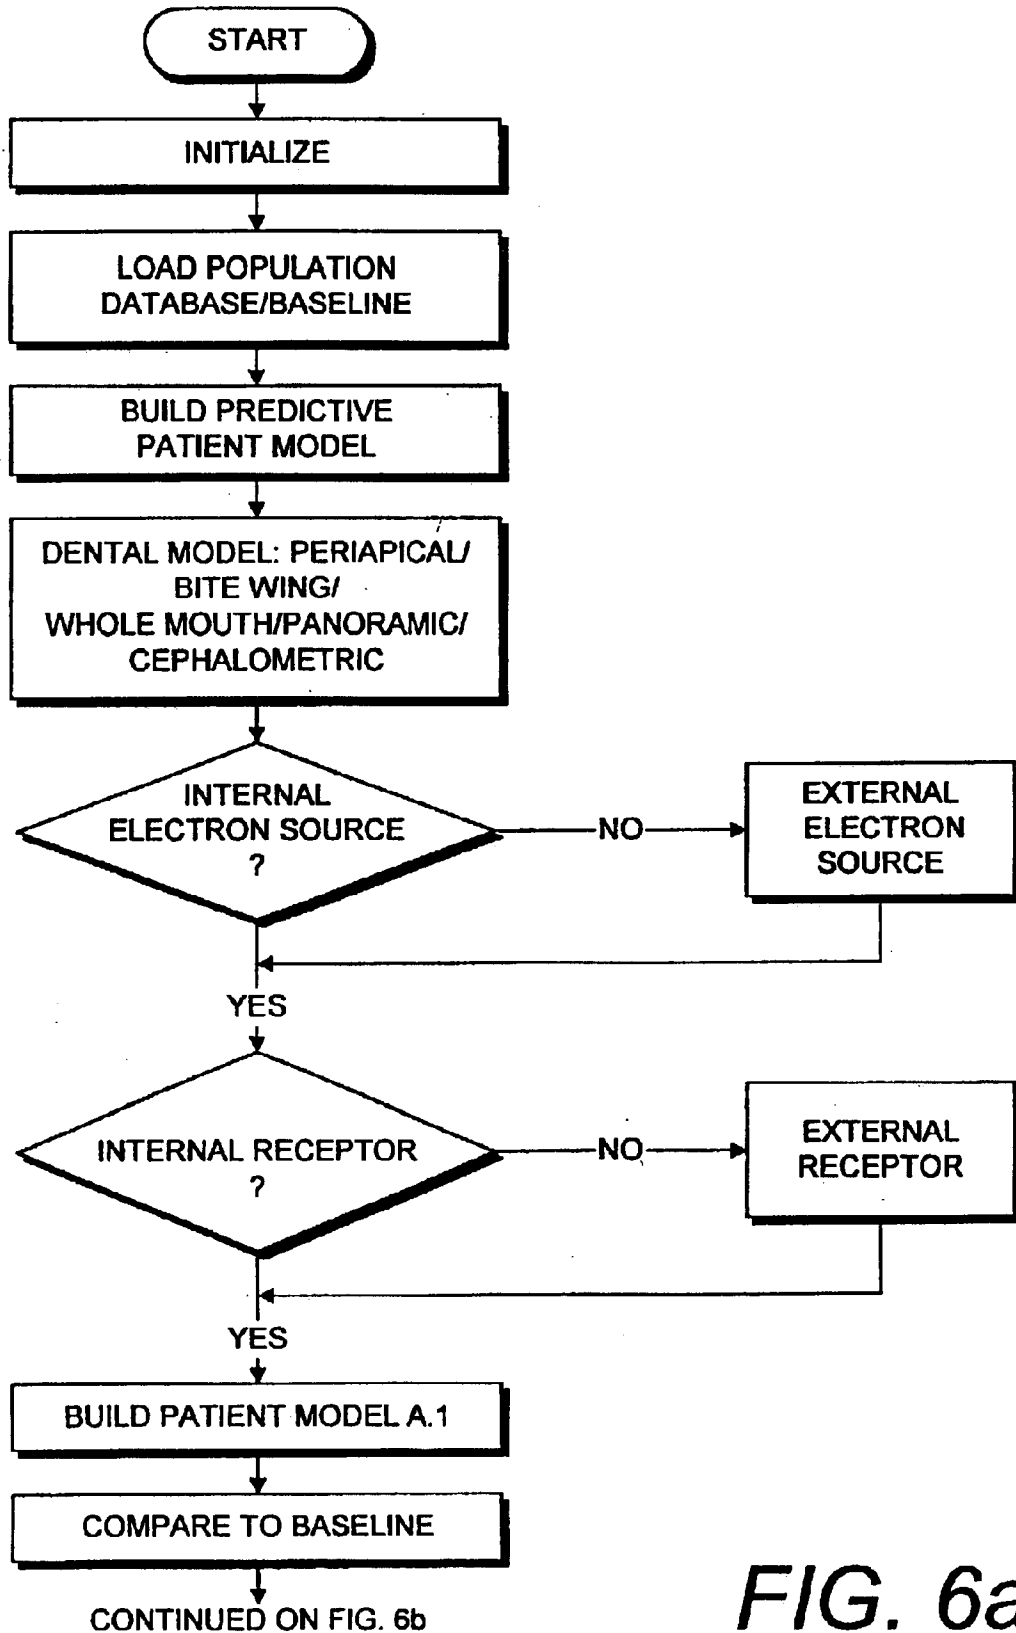 START
INITIALIZE
LOAD POPULATION
DATABASE/BASELINE
BUILD PREDICTIVE
PATIENT MODEL
DENTAL MODEL: PERIAPICAL/
BITE WING/
WHOLE MOUTH/PANORAMIC/
CEPHALOMETRIC
INTERNAL
ELECTRON SOURCE
?
NO
EXTERNAL
ELECTRON
SOURCE
YES
INTERNAL RECEPTOR
?
NO
EXTERNAL
RECEPTOR
YES
BUILD PATIENT MODEL A.1
COMPARE TO BASELINE
CONTINUED ON FIG. 6b
FIG. 6a